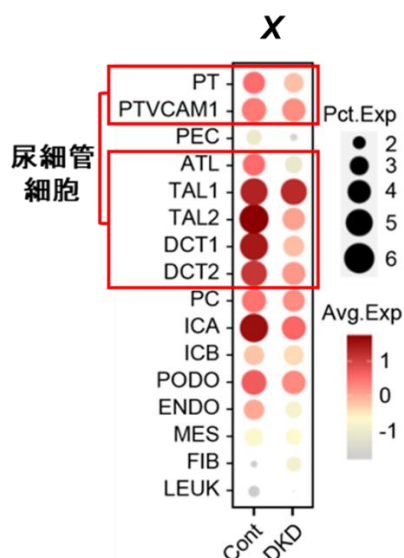 X
PT
PTVCAM1
PEC
ATL
TAL1
TAL2
DCT1
DCT2
PC
ICA
ICB
PODO
ENDO
MES
FIB
LEUK
尿細管
細胞
Cont
DKD
Pct.Exp
2
3
4
5
6
Avg.Exp
1
0
-1